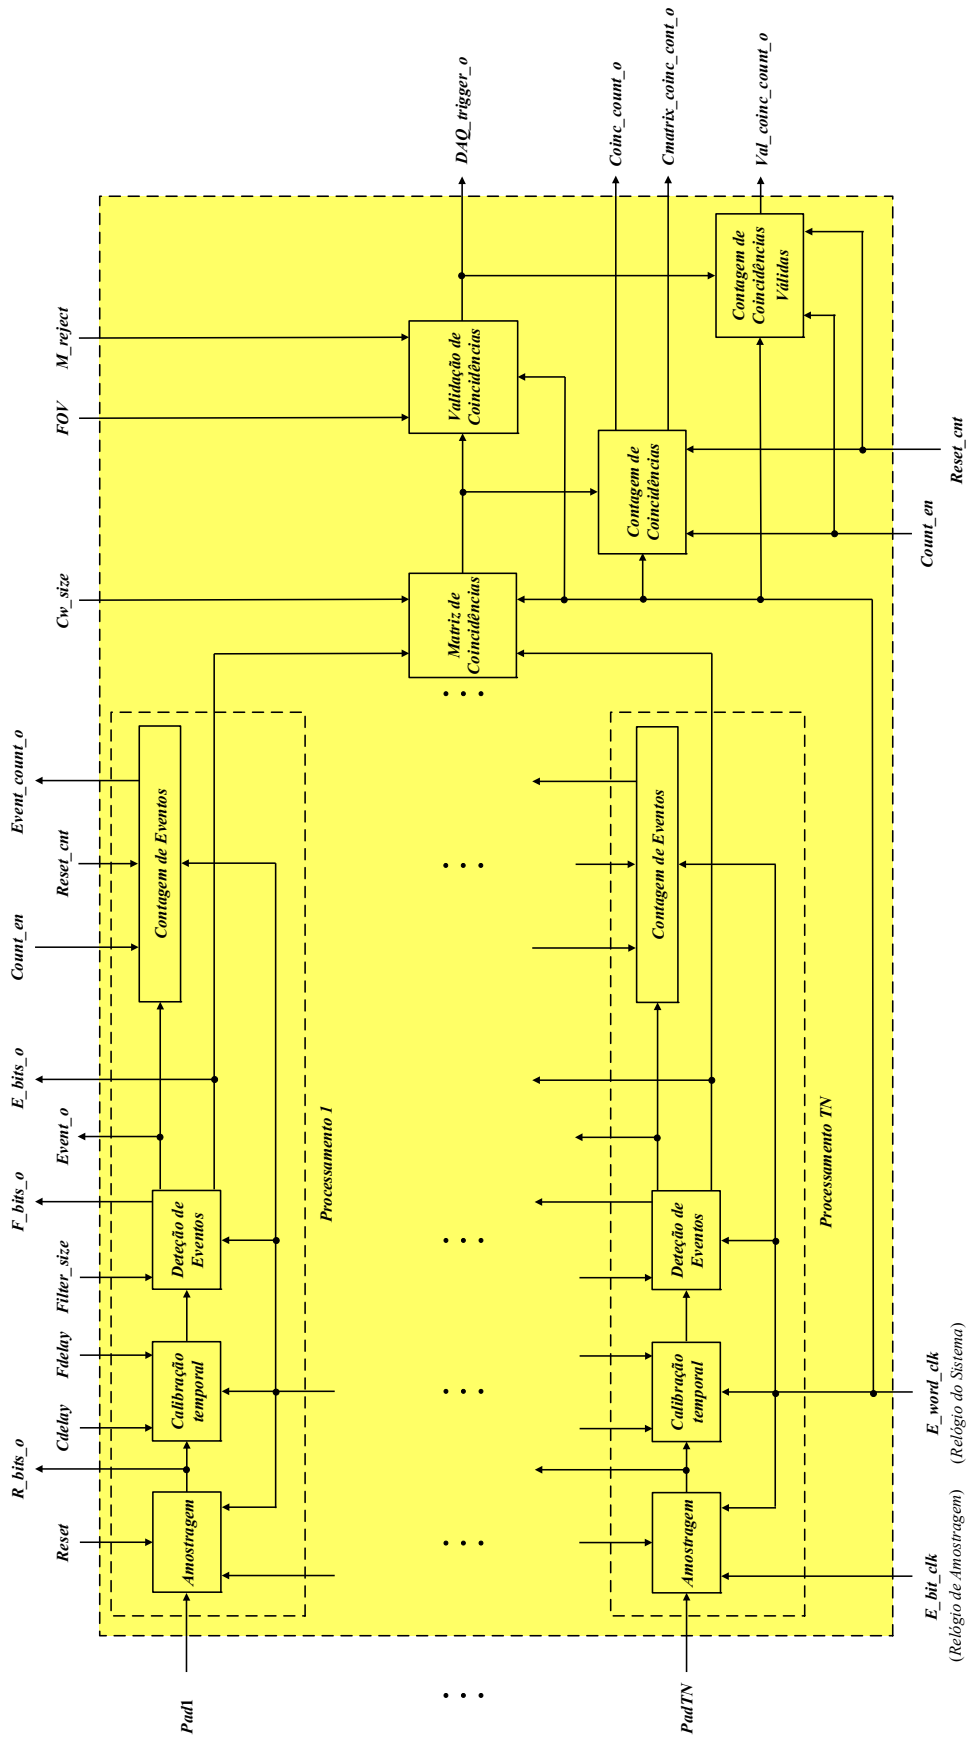 R_bits_o
F_bits_o
E_bits_o
Count_en
Event_count_o
Reset
Cdelay
Fdelay
Filter_size
Event_o
Reset_cnt
Cw_size
FOV
M_reject
Pad1
Amostragem
Calibração
temporal
Deteção de
Eventos
Contagem de Eventos
Processamento 1
Matriz de
Coincidências
Validação de
Coincidências
DAQ_trigger_o
Contagem de
Coincidências
Coinc_count_o
Cmatrix_coinc_cont_o
Contagem de
Coincidências
Válidas
Val_coinc_count_o
PadTN
Amostragem
Calibração
temporal
Deteção de
Eventos
Contagem de Eventos
Processamento TN
E_bit_clk
(Relógio de Amostragem)
E_word_clk
(Relógio do Sistema)
Count_en
Reset_cnt